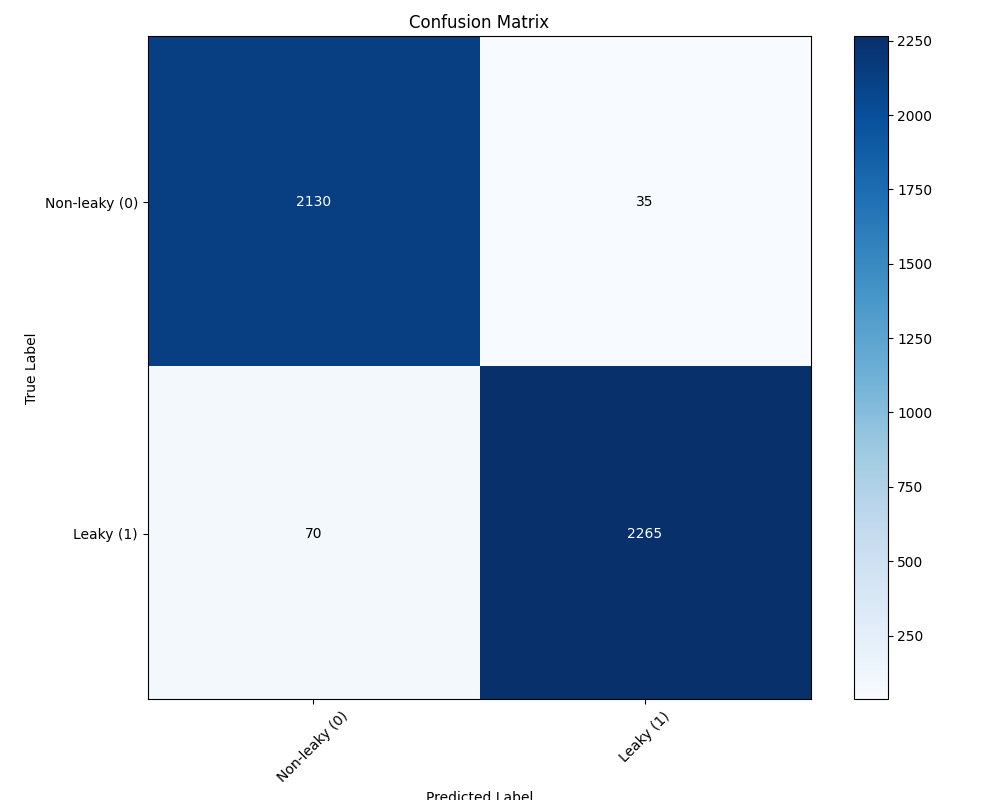 Confusion Matrix
True Label
Non-leaky (0)
Leaky (1)
2130
35
70
2265
Non-leaky (0)
Leaky (1)
Predicted Label
2250
2000
1750
1500
1250
1000
750
500
250